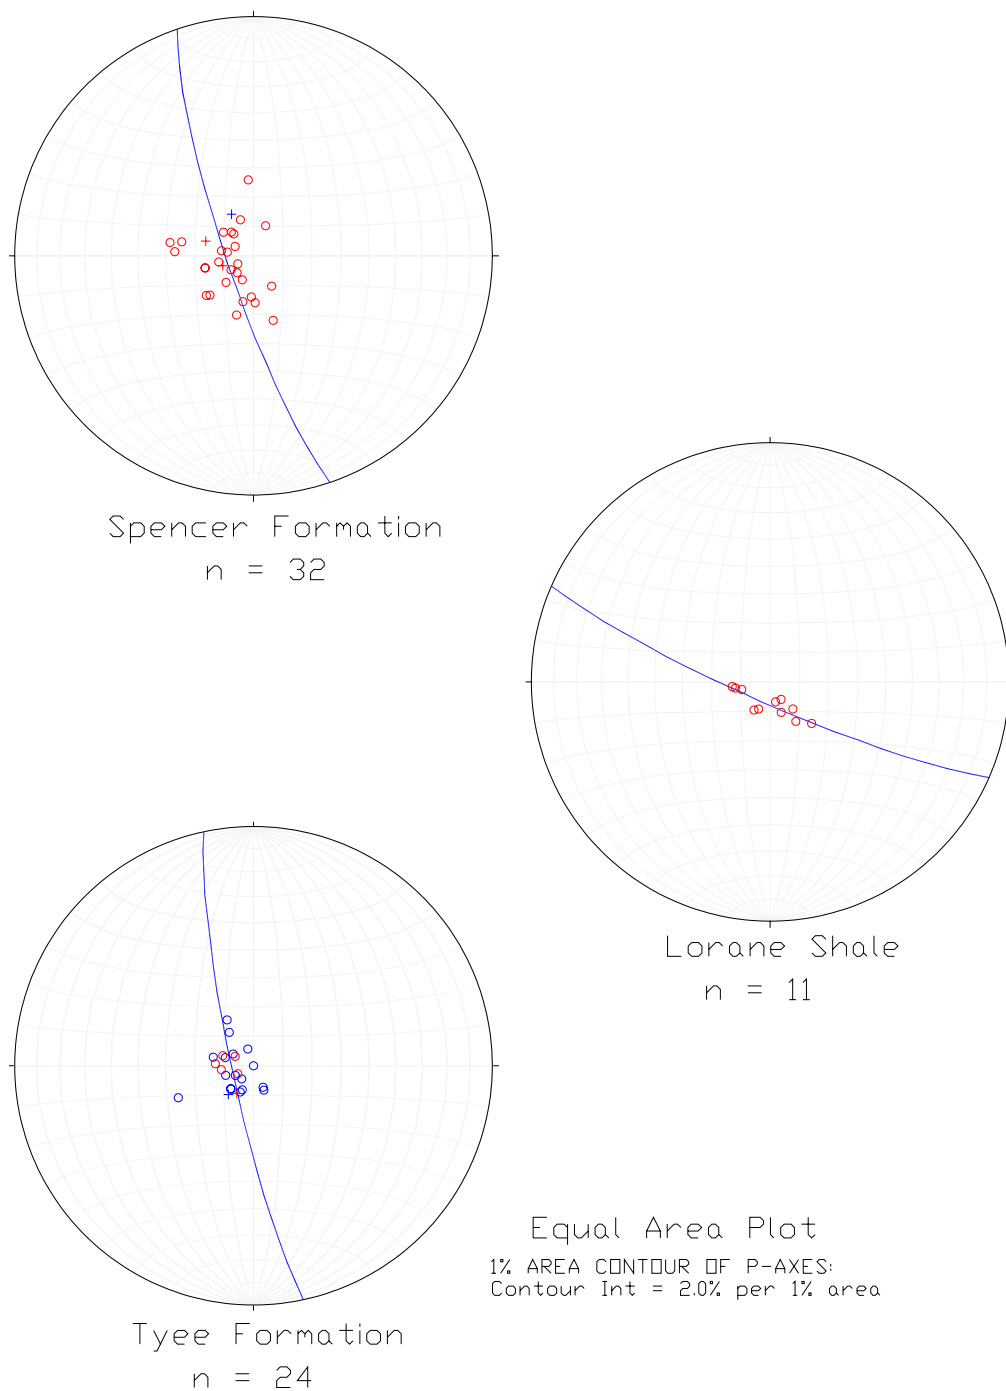 Spencer Formation
n = 32
Lorane Shale
n = 11
Tyee Formation
n = 24
Equal Area Plot
1% AREA CONTOUR OF P-AXES:
Contour Int = 2.0% per 1% area